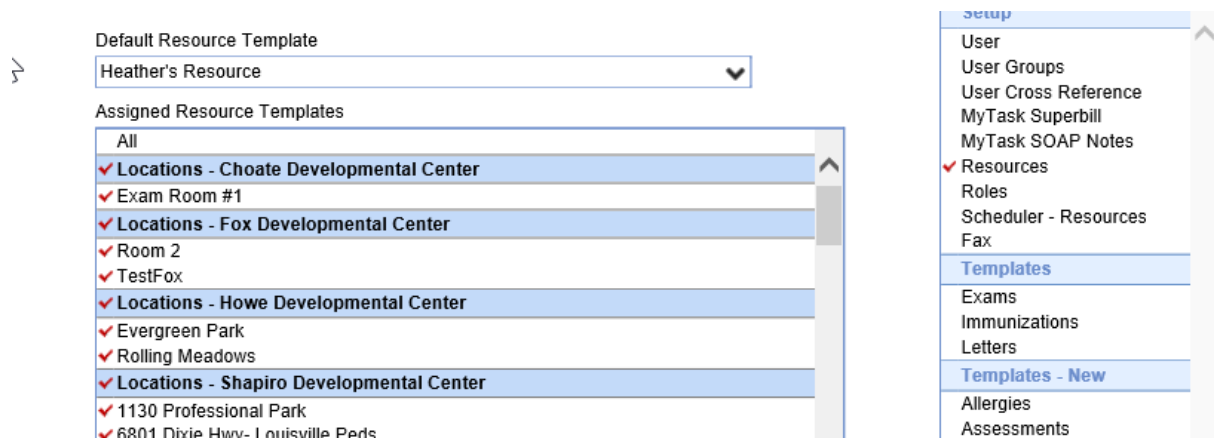 Default Resource Template
Heather's Resource
Assigned Resource Templates
All
Locations - Choate Developmental Center
Exam Room #1
Locations - Fox Developmental Center
Room 2
TestFox
Locations - Howe Developmental Center
Evergreen Park
Rolling Meadows
Locations - Shapiro Developmental Center
1130 Professional Park
6801 Dixie Hwy- Louisville Peds
Setup
User
User Groups
User Cross Reference
MyTask Superbill
MyTask SOAP Notes
Resources
Roles
Scheduler - Resources
Fax
Templates
Exams
Immunizations
Letters
Templates - New
Allergies
Assessments